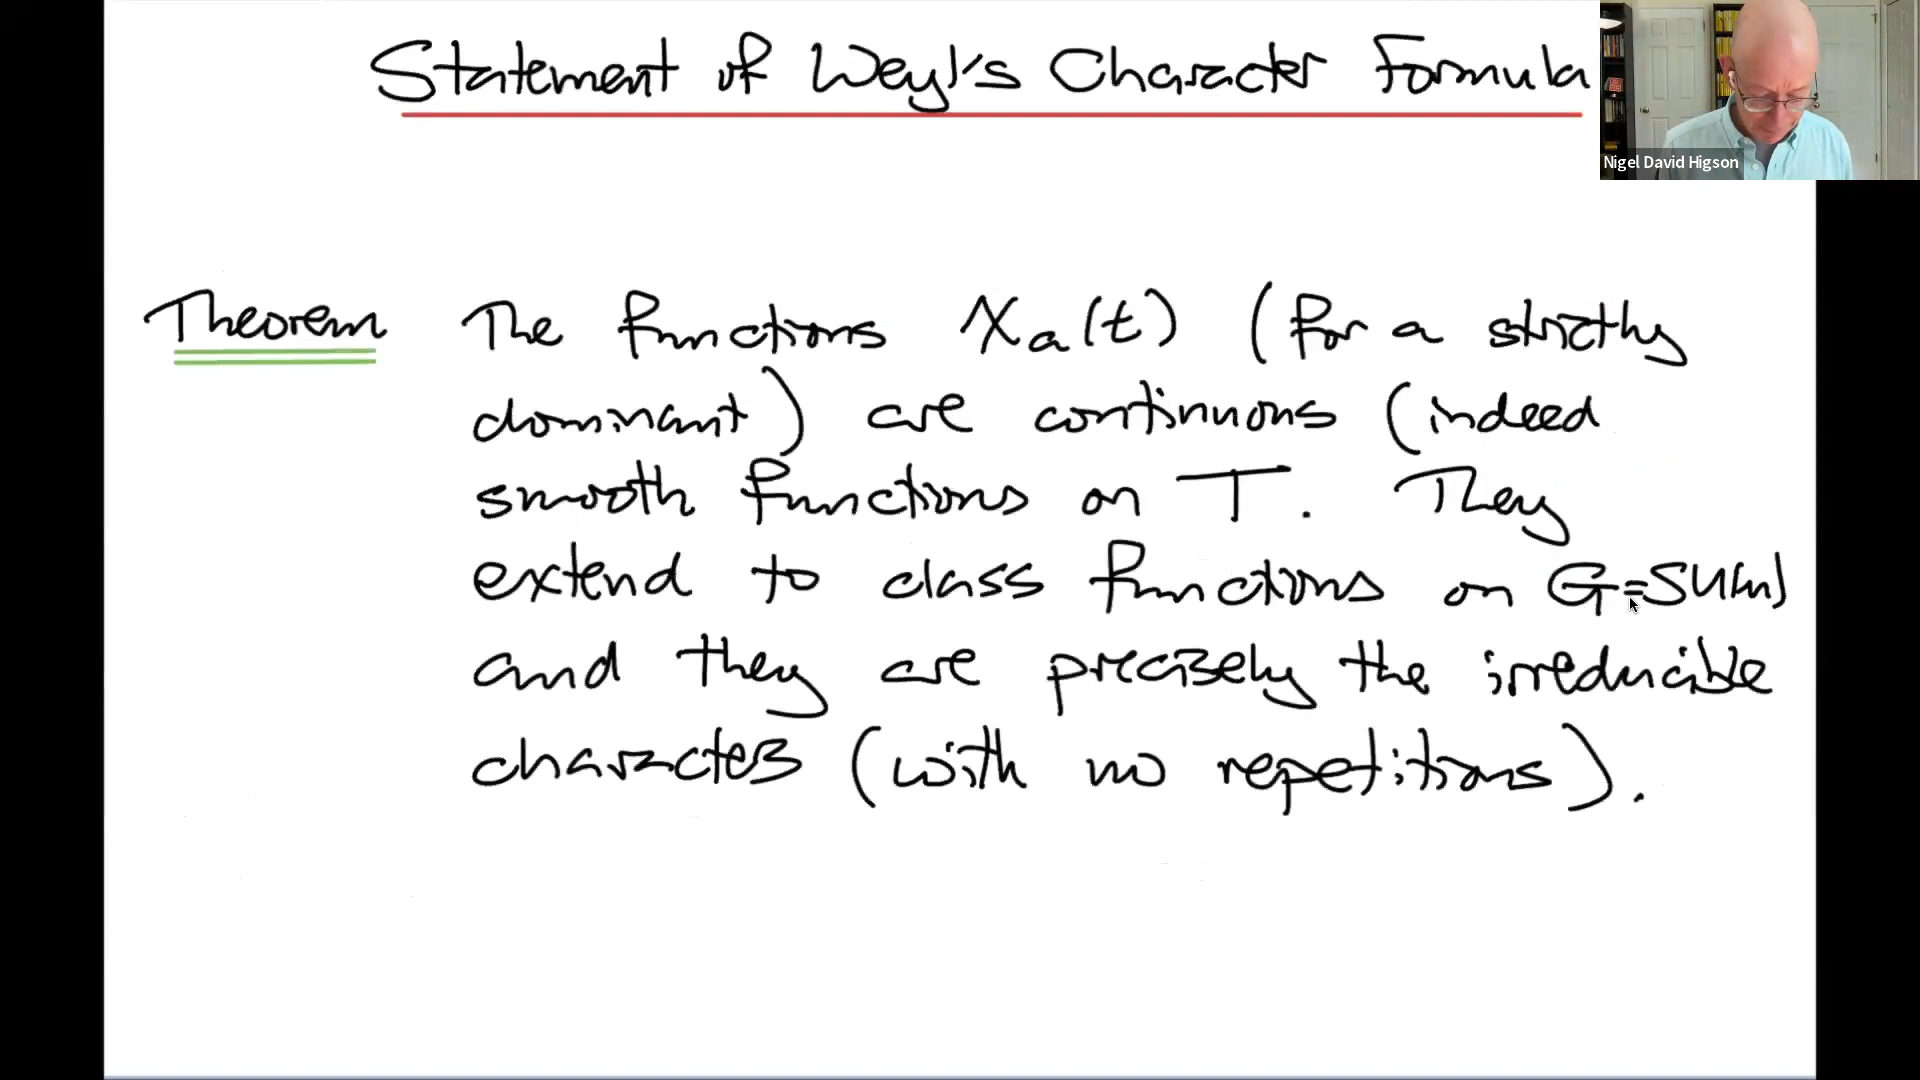 Statement of Weyl's Character Formula
Nigel David Higson
Theorem The functions χₐ(t) (for a strictly
dominant) are continuous (indeed
smooth functions on T. They
extend to class functions on G=SU(n)
and they are precisely the irreducible
characters (with no repetitions).